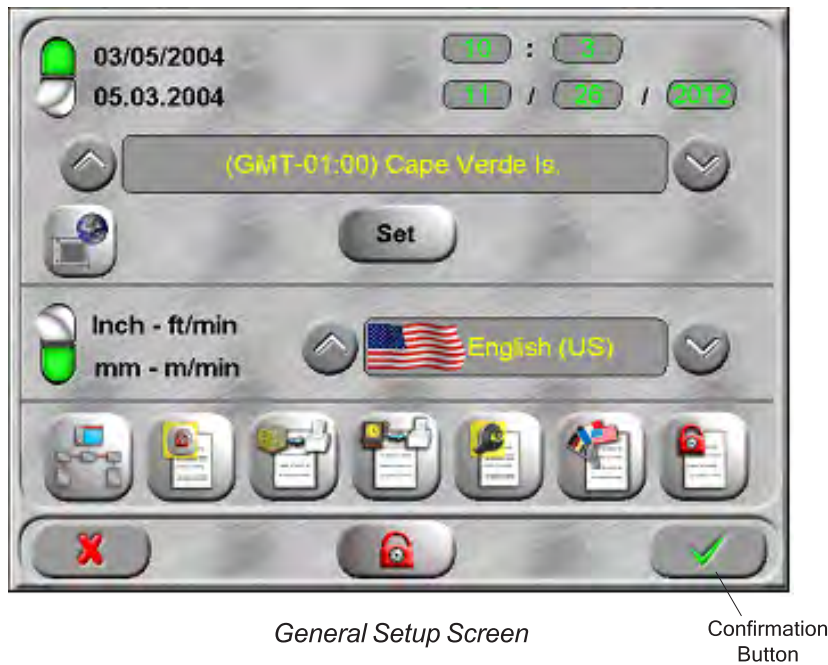 03/05/2004
10 : 3
05.03.2004
11 / 28 / 2012
(GMT-01:00) Cape Verde Is.
Set
Inch - ft/min
mm - m/min
English (US)
General Setup Screen
Confirmation
Button